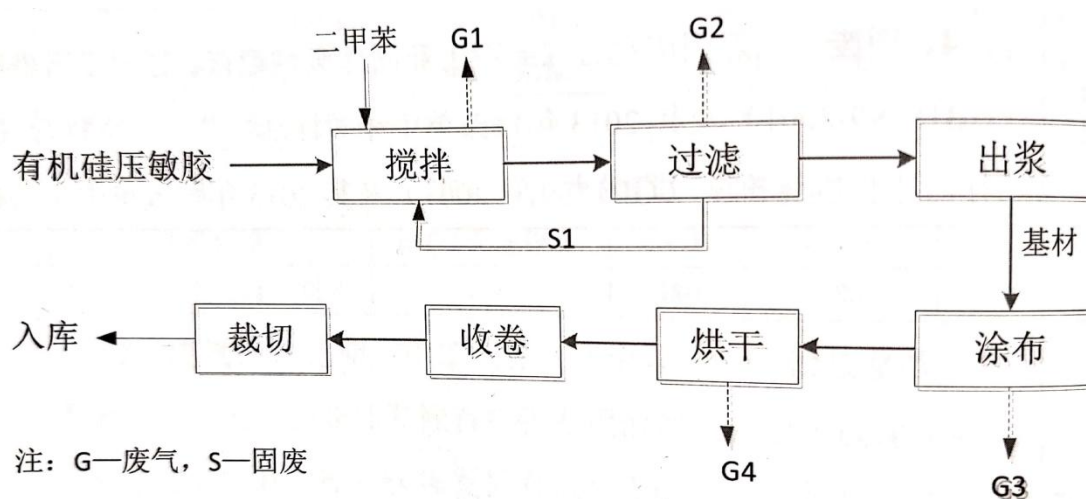 二甲苯
G1
G2
有机硅压敏胶
搅拌
过滤
出浆
S1
基材
入库
裁切
收卷
烘干
涂布
注：G—废气，S—固废
G4
G3